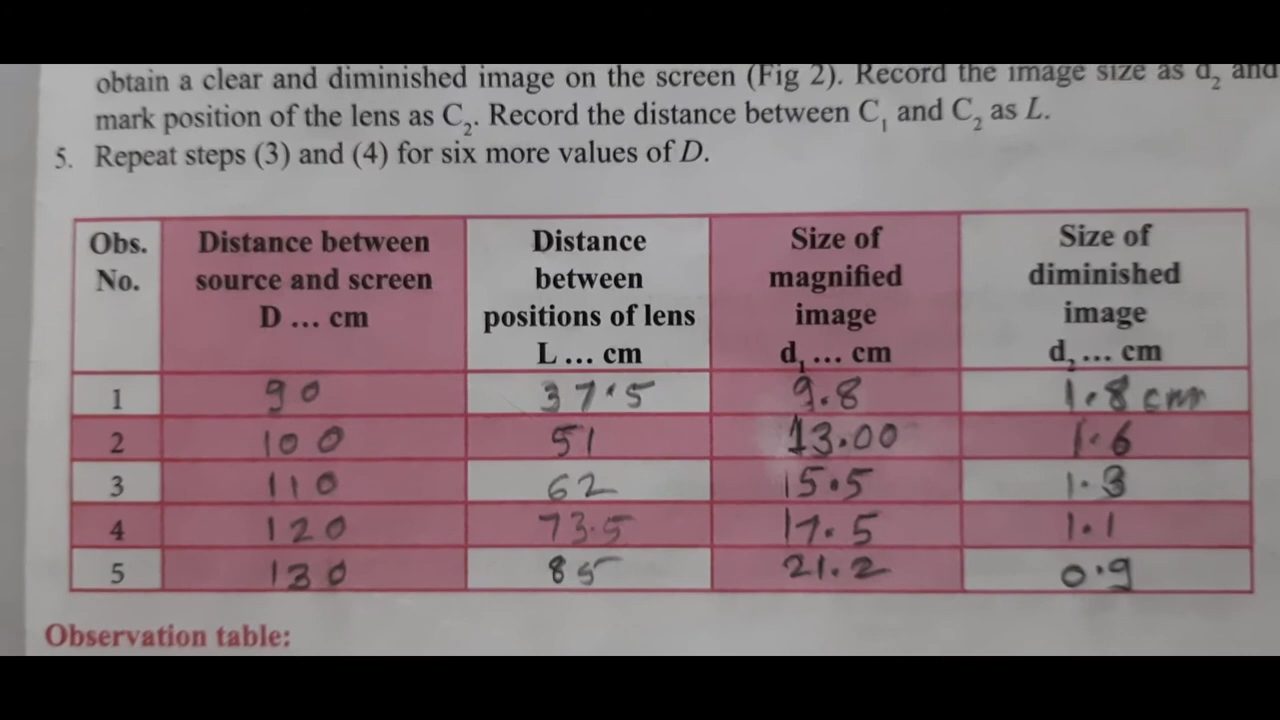 obtain a clear and diminished image on the screen (Fig 2). Record the image size as d₂ and
mark position of the lens as C₂. Record the distance between C₁ and C₂ as L.
5. Repeat steps (3) and (4) for six more values of D.
Obs. No. Distance between source and screen D ... cm Distance between positions of lens L ... cm Size of magnified image d₁ ... cm Size of diminished image d₂ ... cm
1 90 37.5 9.8 1.8 cm
2 100 51 13.00 1.6
3 110 62 15.5 1.3
4 120 73.5 17.5 1.1
5 130 85 21.2 0.9
Observation table: